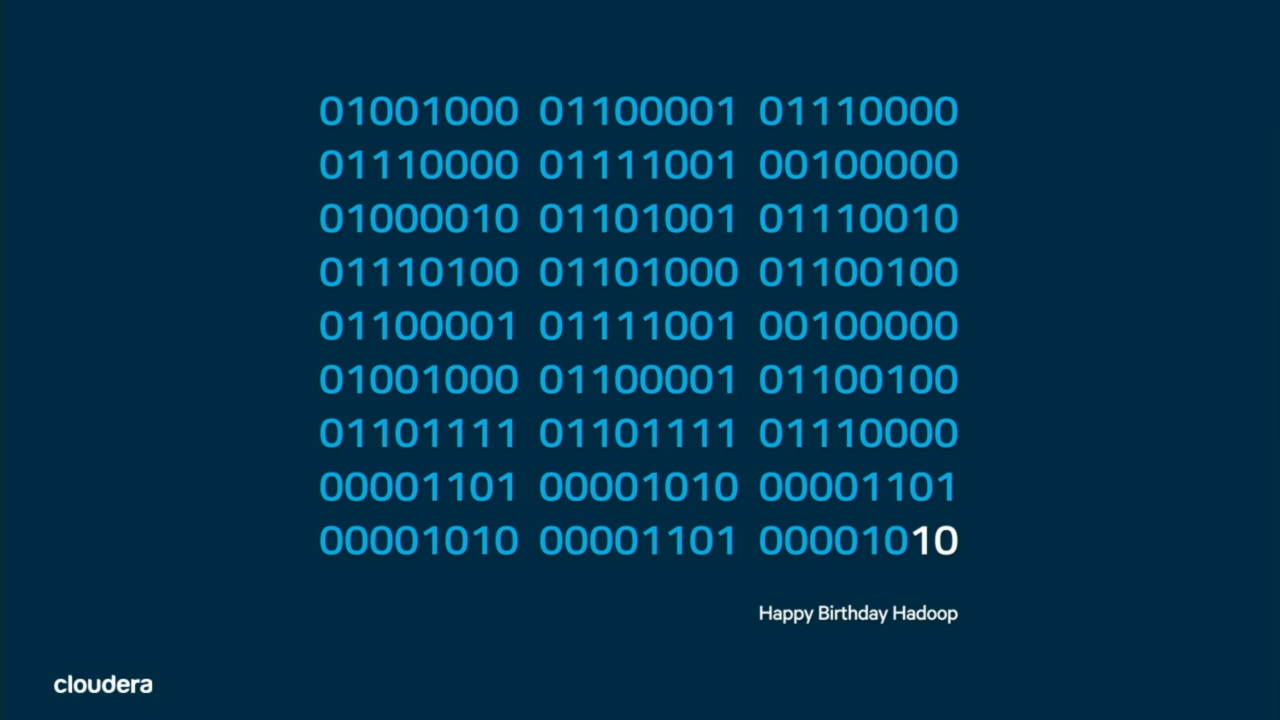 01001000 01100001 01110000
01110000 01111001 00100000
01000010 01101001 01110010
01110100 01101000 01100100
01100001 01111001 00100000
01001000 01100001 01100100
01101111 01101111 01110000
00001101 00001010 00001101
00001010 00001101 00001010
Happy Birthday Hadoop
cloudera